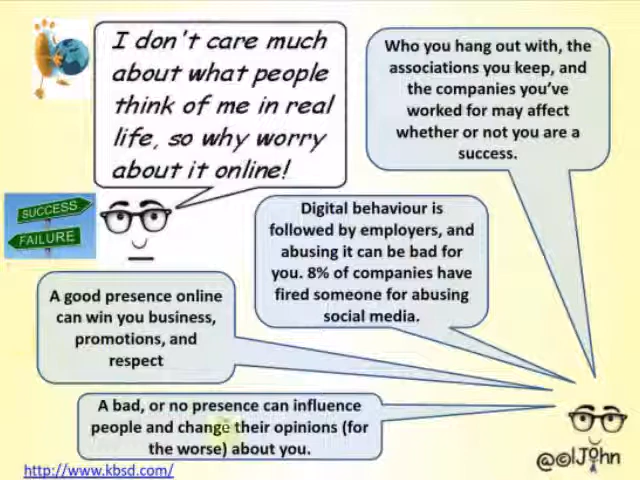 I don't care much
about what people
think of me in real
life, so why worry
about it online!
Who you hang out with, the
associations you keep, and
the companies you've
worked for may affect
whether or not you are a
success.
SUCCESS
FAILURE
Digital behaviour is
followed by employers, and
abusing it can be bad for
you. 8% of companies have
fired someone for abusing
social media.
A good presence online
can win you business,
promotions, and
respect
A bad, or no presence can influence
people and change their opinions (for
the worse) about you.
http://www.kbsd.com/